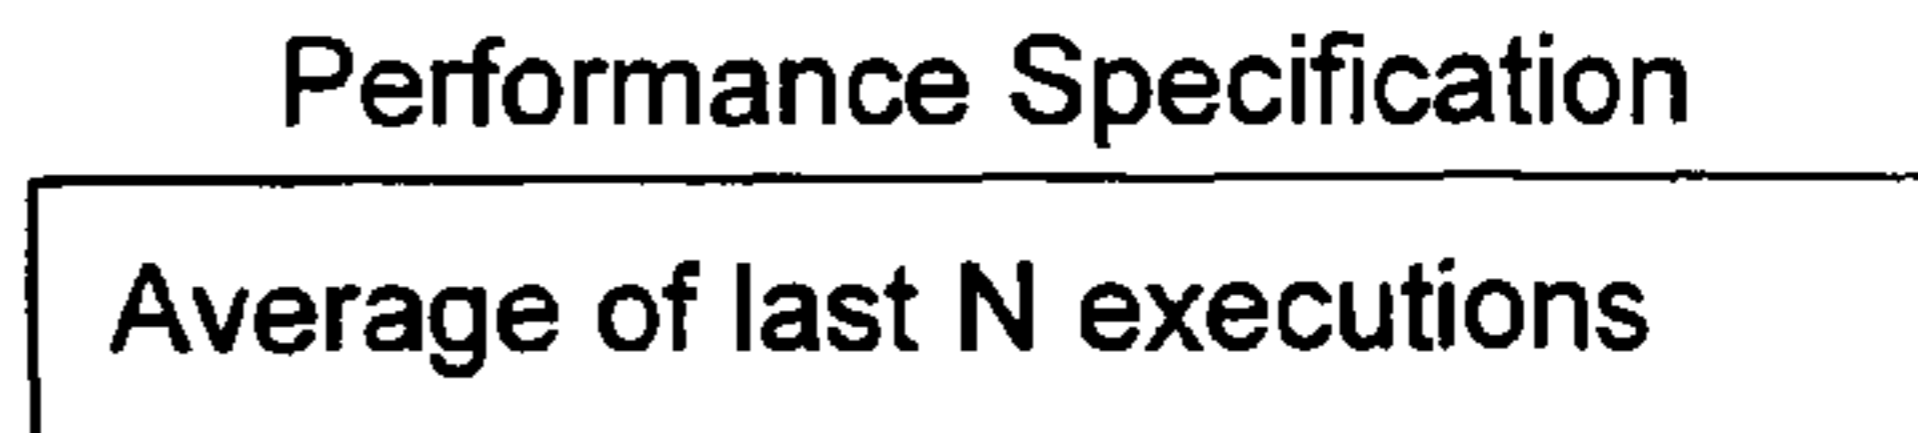 Performance Specification
Average of last N executions